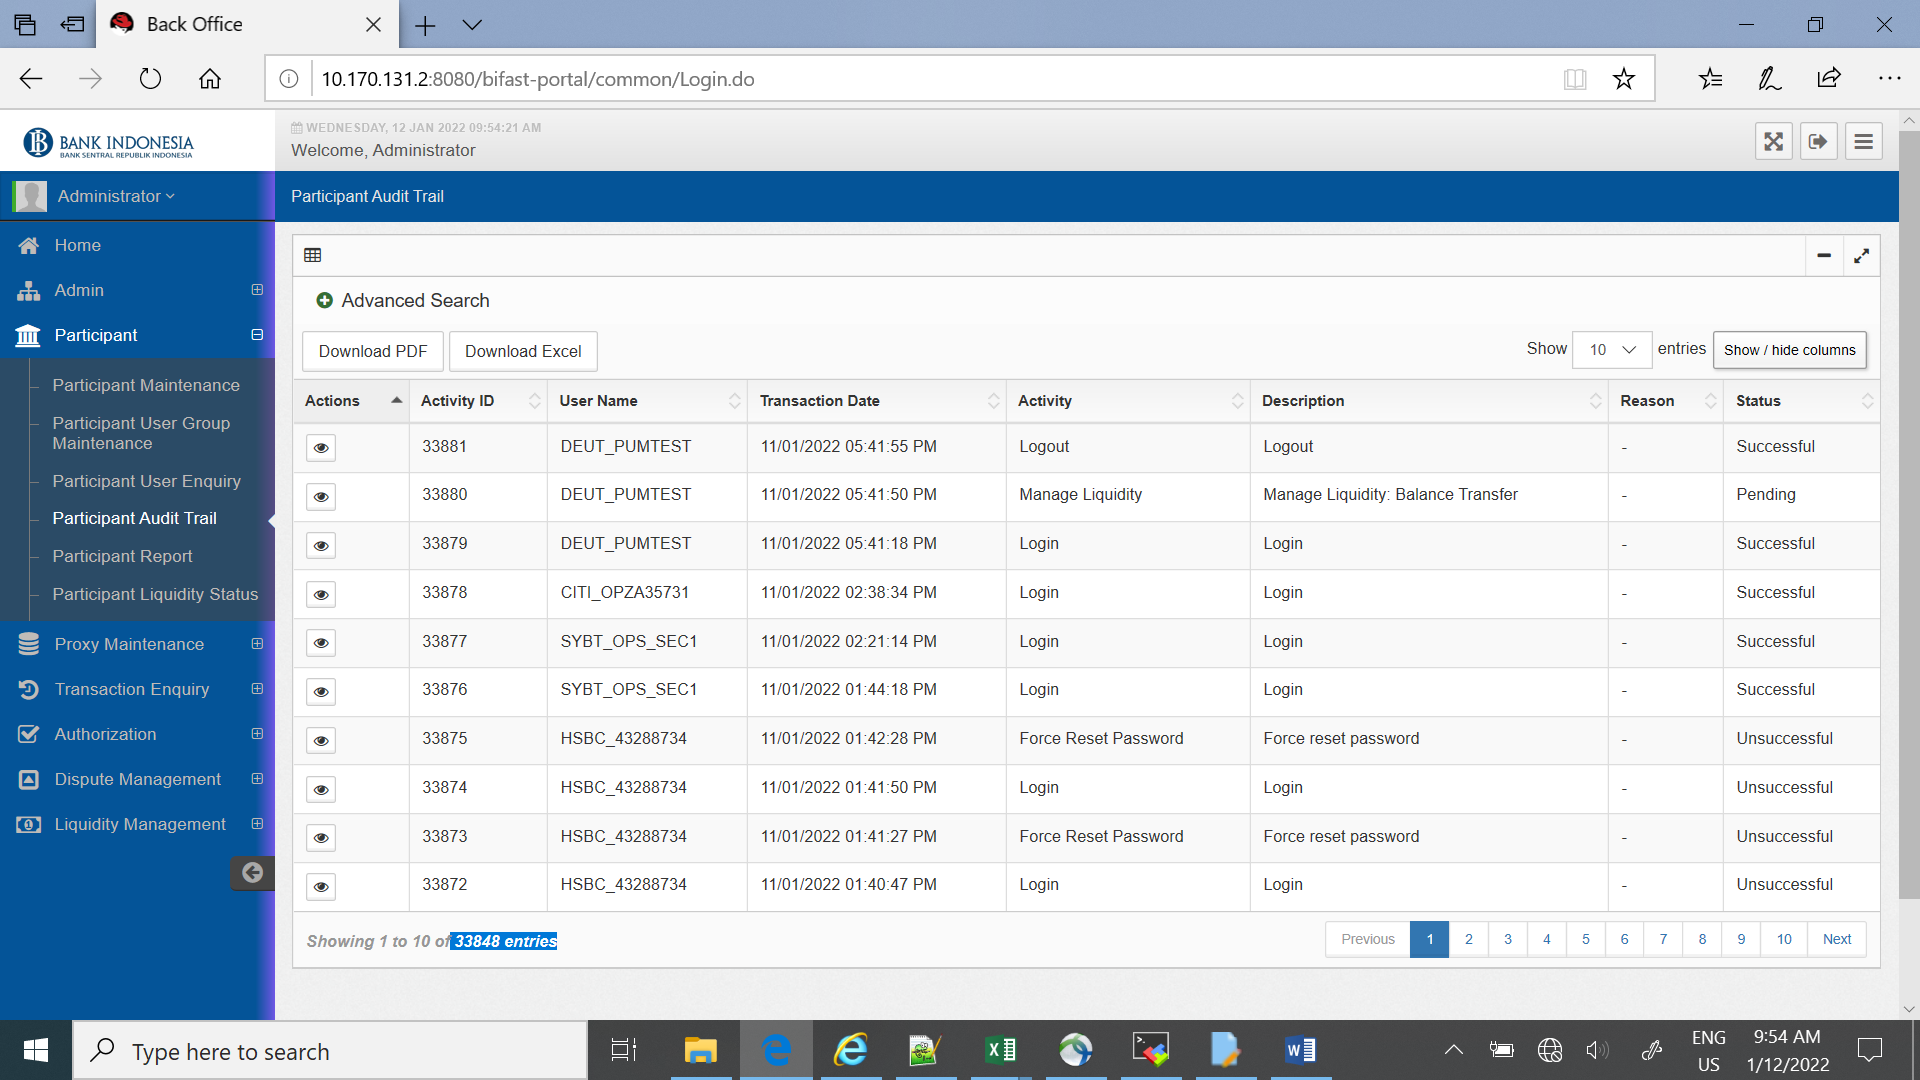 Back Office
10.170.131.2:8080/bifast-portal/common/Login.do
BANK INDONESIA
BANK SENTRAL REPUBLIK INDONESIA
WEDNESDAY, 12 JAN 2022 09:54:21 AM
Welcome, Administrator
Administrator
Participant Audit Trail
Home
Admin
Participant
Participant Maintenance
Participant User Group
Maintenance
Participant User Enquiry
Participant Audit Trail
Participant Report
Participant Liquidity Status
Proxy Maintenance
Transaction Enquiry
Authorization
Dispute Management
Liquidity Management
Advanced Search
Download PDF Download Excel Show 10 entries Show / hide columns
Actions Activity ID User Name Transaction Date Activity Description Reason Status
33881 DEUT_PUMTEST 11/01/2022 05:41:55 PM Logout Logout - Successful
33880 DEUT_PUMTEST 11/01/2022 05:41:50 PM Manage Liquidity Manage Liquidity: Balance Transfer - Pending
33879 DEUT_PUMTEST 11/01/2022 05:41:18 PM Login Login - Successful
33878 CITI_OPZA35731 11/01/2022 02:38:34 PM Login Login - Successful
33877 SYBT_OPS_SEC1 11/01/2022 02:21:14 PM Login Login - Successful
33876 SYBT_OPS_SEC1 11/01/2022 01:44:18 PM Login Login - Successful
33875 HSBC_43288734 11/01/2022 01:42:28 PM Force Reset Password Force reset password - Unsuccessful
33874 HSBC_43288734 11/01/2022 01:41:50 PM Login Login - Unsuccessful
33873 HSBC_43288734 11/01/2022 01:41:27 PM Force Reset Password Force reset password - Unsuccessful
33872 HSBC_43288734 11/01/2022 01:40:47 PM Login Login - Unsuccessful
Showing 1 to 10 of 33848 entries
Previous 1 2 3 4 5 6 7 8 9 10 Next
Type here to search
ENG
US
9:54 AM
1/12/2022